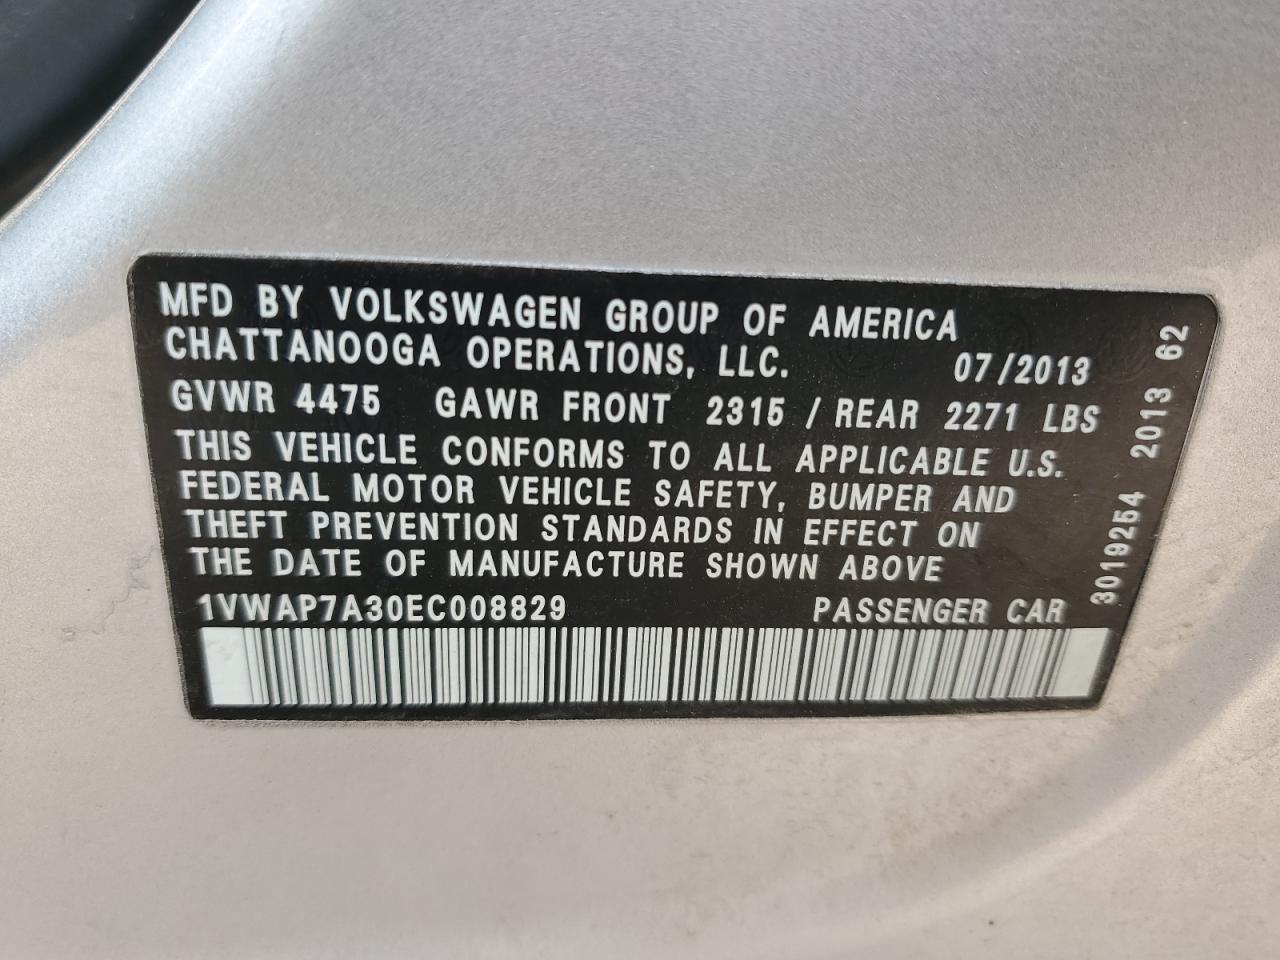 MFD BY VOLKSWAGEN GROUP OF AMERICA
CHATTANOOGA OPERATIONS, LLC. 07/2013
GVWR 4475 GAWR FRONT 2315 / REAR 2271 LBS
THIS VEHICLE CONFORMS TO ALL APPLICABLE U.S.
FEDERAL MOTOR VEHICLE SAFETY, BUMPER AND
THEFT PREVENTION STANDARDS IN EFFECT ON
THE DATE OF MANUFACTURE SHOWN ABOVE
1VWAP7A30EC008829 PASSENGER CAR
3019254 2013 62